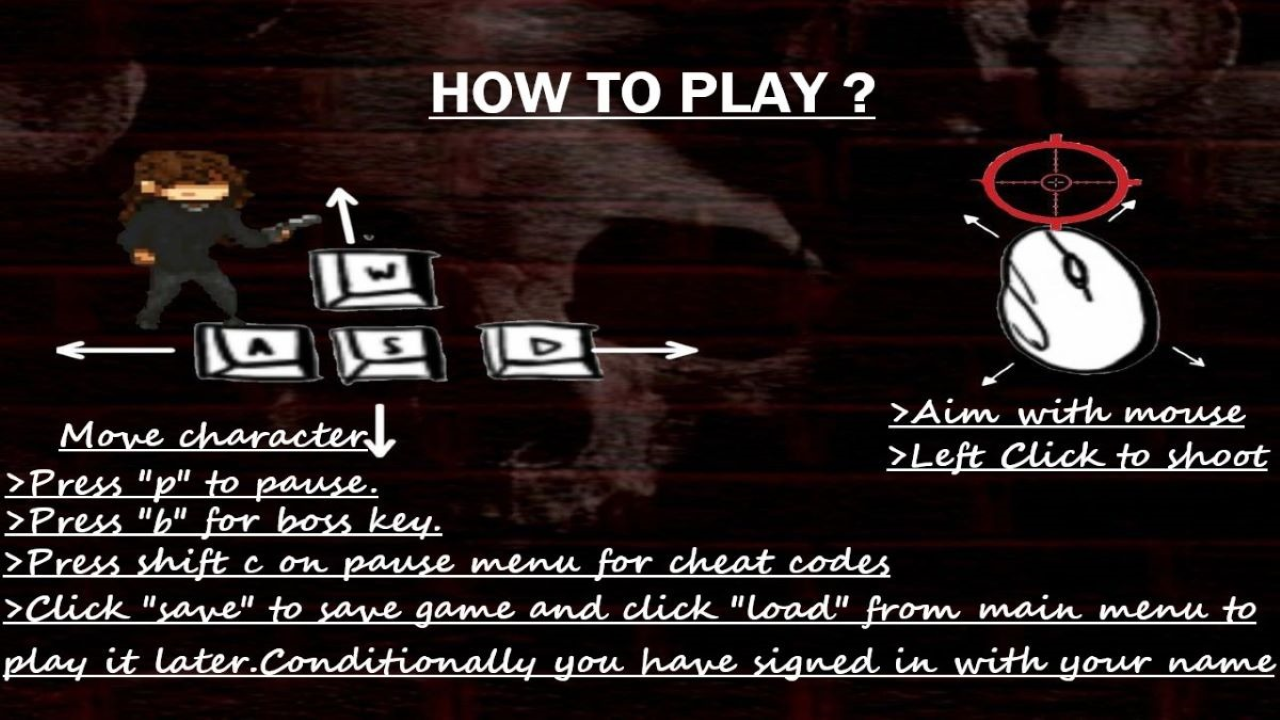 HOW TO PLAY ?
W
A S D
Move character
>Aim with mouse
>Left Click to shoot
>Press "p" to pause.
>Press "b" for boss key.
>Press shift c on pause menu for cheat codes
>Click "save" to save game and click "load" from main menu to
play it later.Conditionally you have signed in with your name